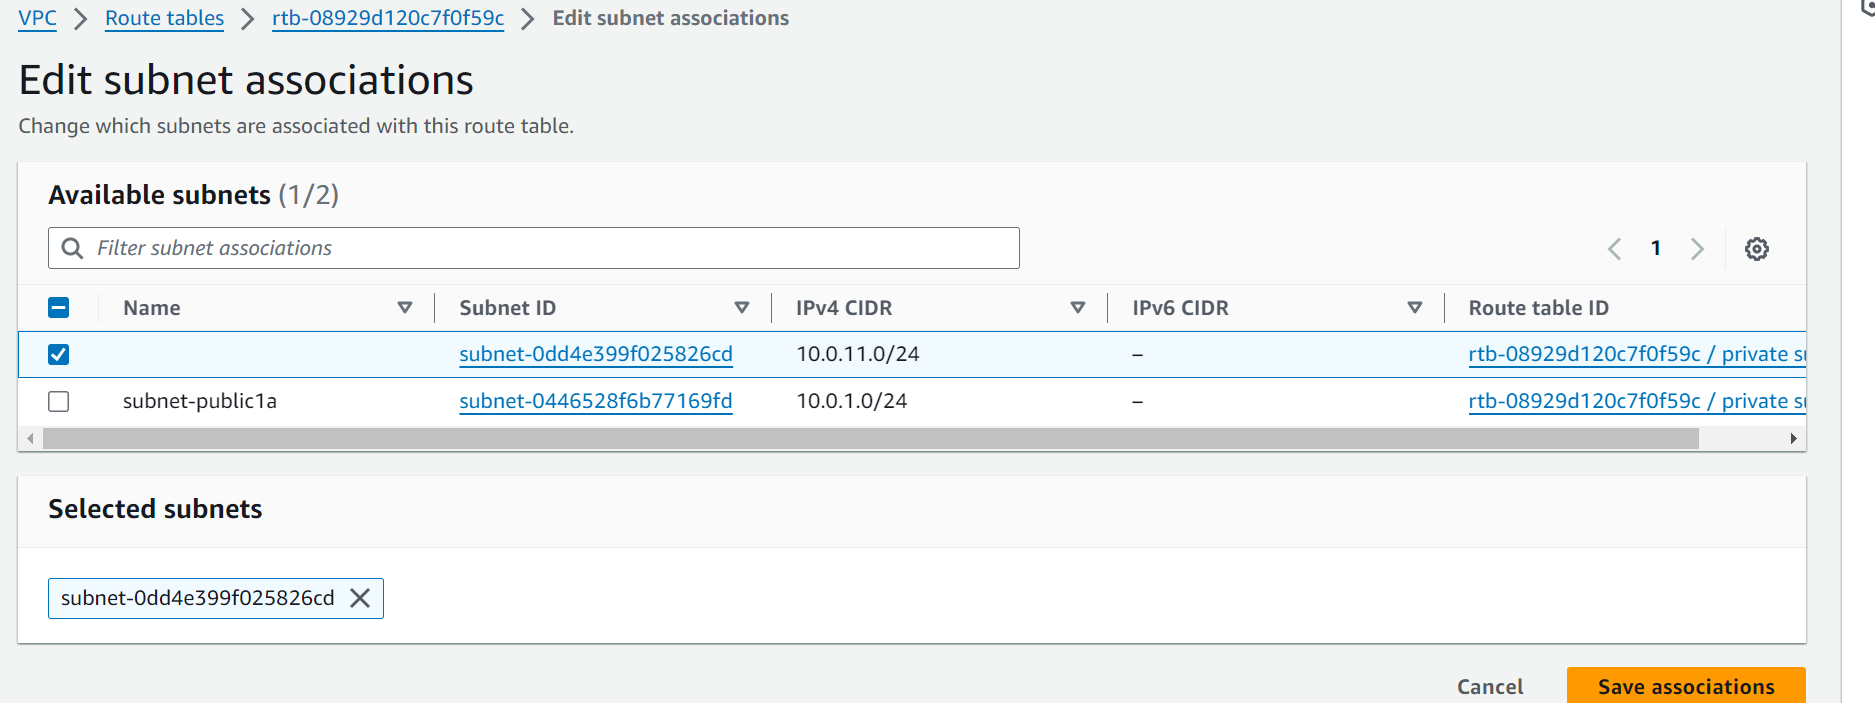 VPC Route tables rtb-08929d120c7f0f59c Edit subnet associations
Edit subnet associations
Change which subnets are associated with this route table.
Available subnets (1/2)
Filter subnet associations
1
Name Subnet ID IPv4 CIDR IPv6 CIDR Route table ID
subnet-0dd4e399f025826cd 10.0.11.0/24 – rtb-08929d120c7f0f59c / private
subnet-public1a subnet-0446528f6b77169fd 10.0.1.0/24 – rtb-08929d120c7f0f59c / private
Selected subnets
subnet-0dd4e399f025826cd
Cancel Save associations